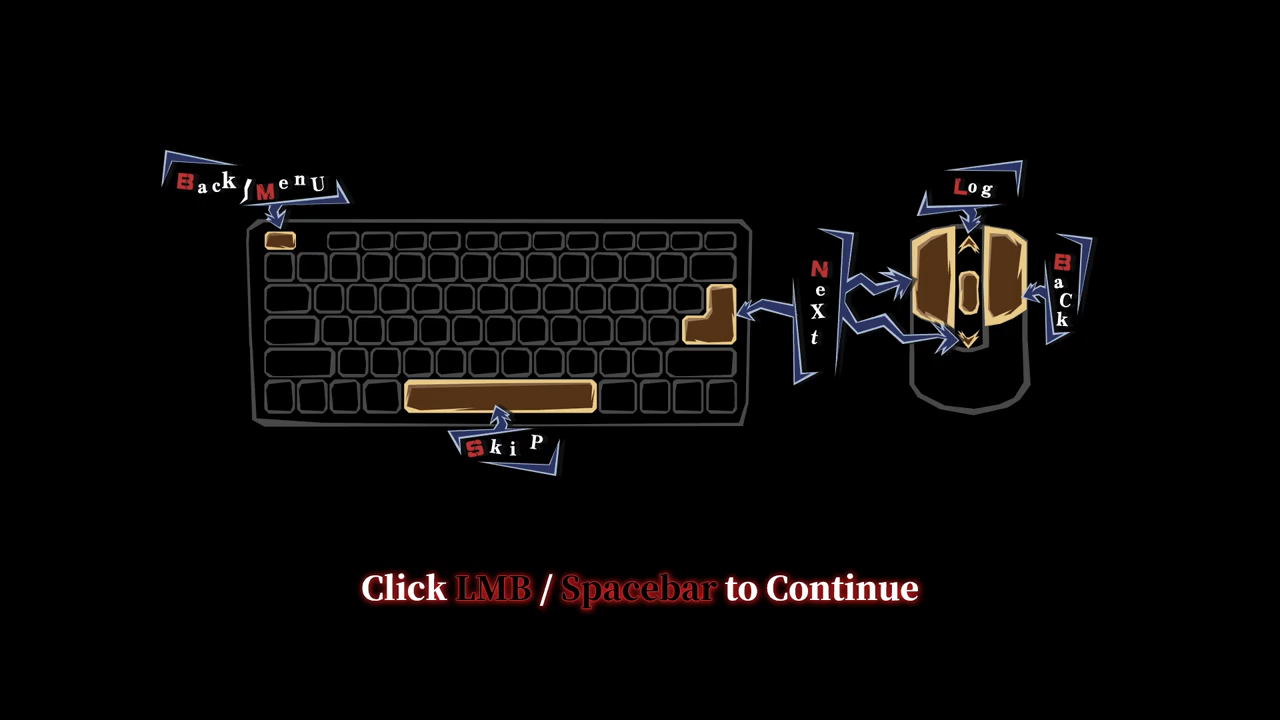 Back/MenU
Log
NeXt
BaCk
SkiP
Click LMB / Spacebar to Continue